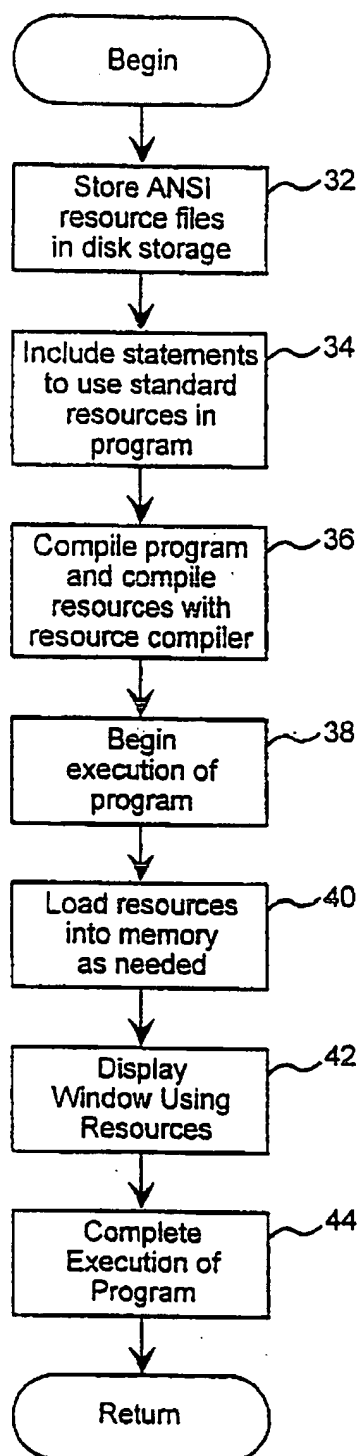 Begin
Store ANSI
resource files
in disk storage
32
Include statements
to use standard
resources in
program
34
Compile program
and compile
resources with
resource compiler
36
Begin
execution of
program
38
Load resources
into memory
as needed
40
Display
Window Using
Resources
42
Complete
Execution of
Program
44
Return